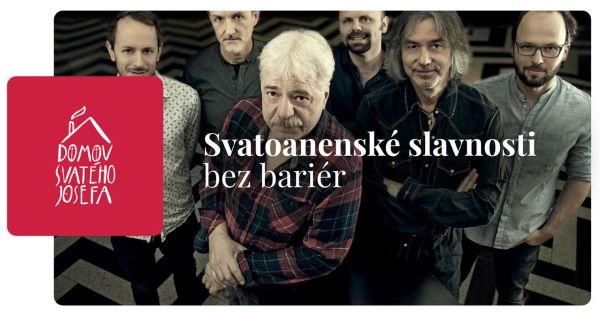 DOMOV
SVATÉHO
JOSEFA
Svatoanenské slavnosti
bez bariér